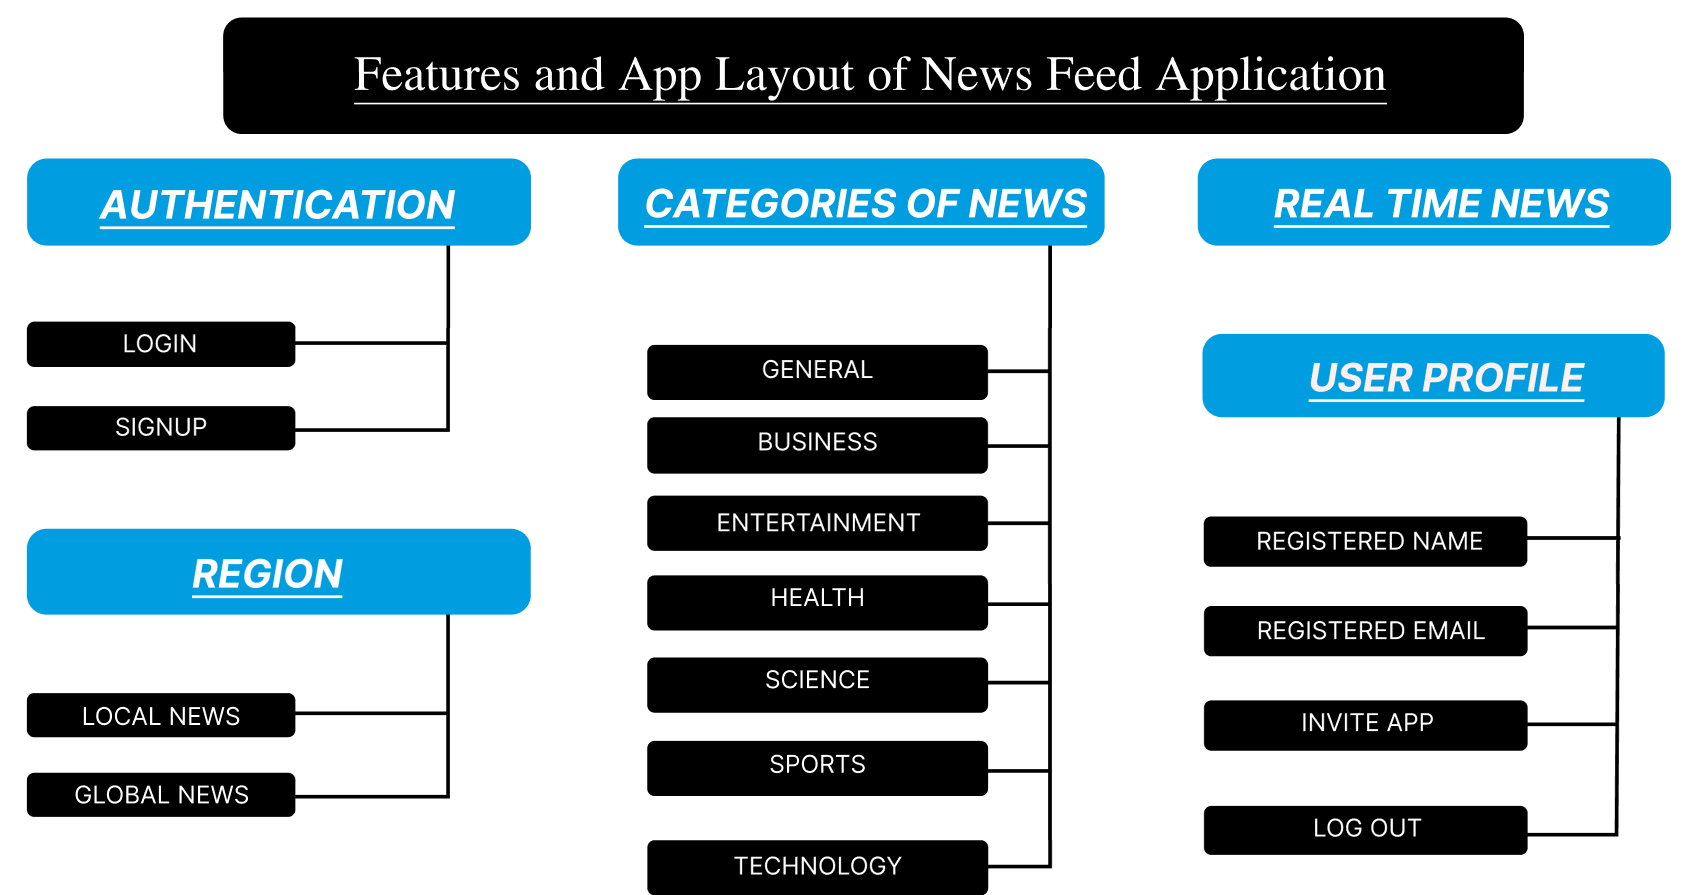 Features and App Layout of News Feed Application
AUTHENTICATION
LOGIN
SIGNUP
REGION
LOCAL NEWS
GLOBAL NEWS
CATEGORIES OF NEWS
GENERAL
BUSINESS
ENTERTAINMENT
HEALTH
SCIENCE
SPORTS
TECHNOLOGY
REAL TIME NEWS
USER PROFILE
REGISTERED NAME
REGISTERED EMAIL
INVITE APP
LOG OUT